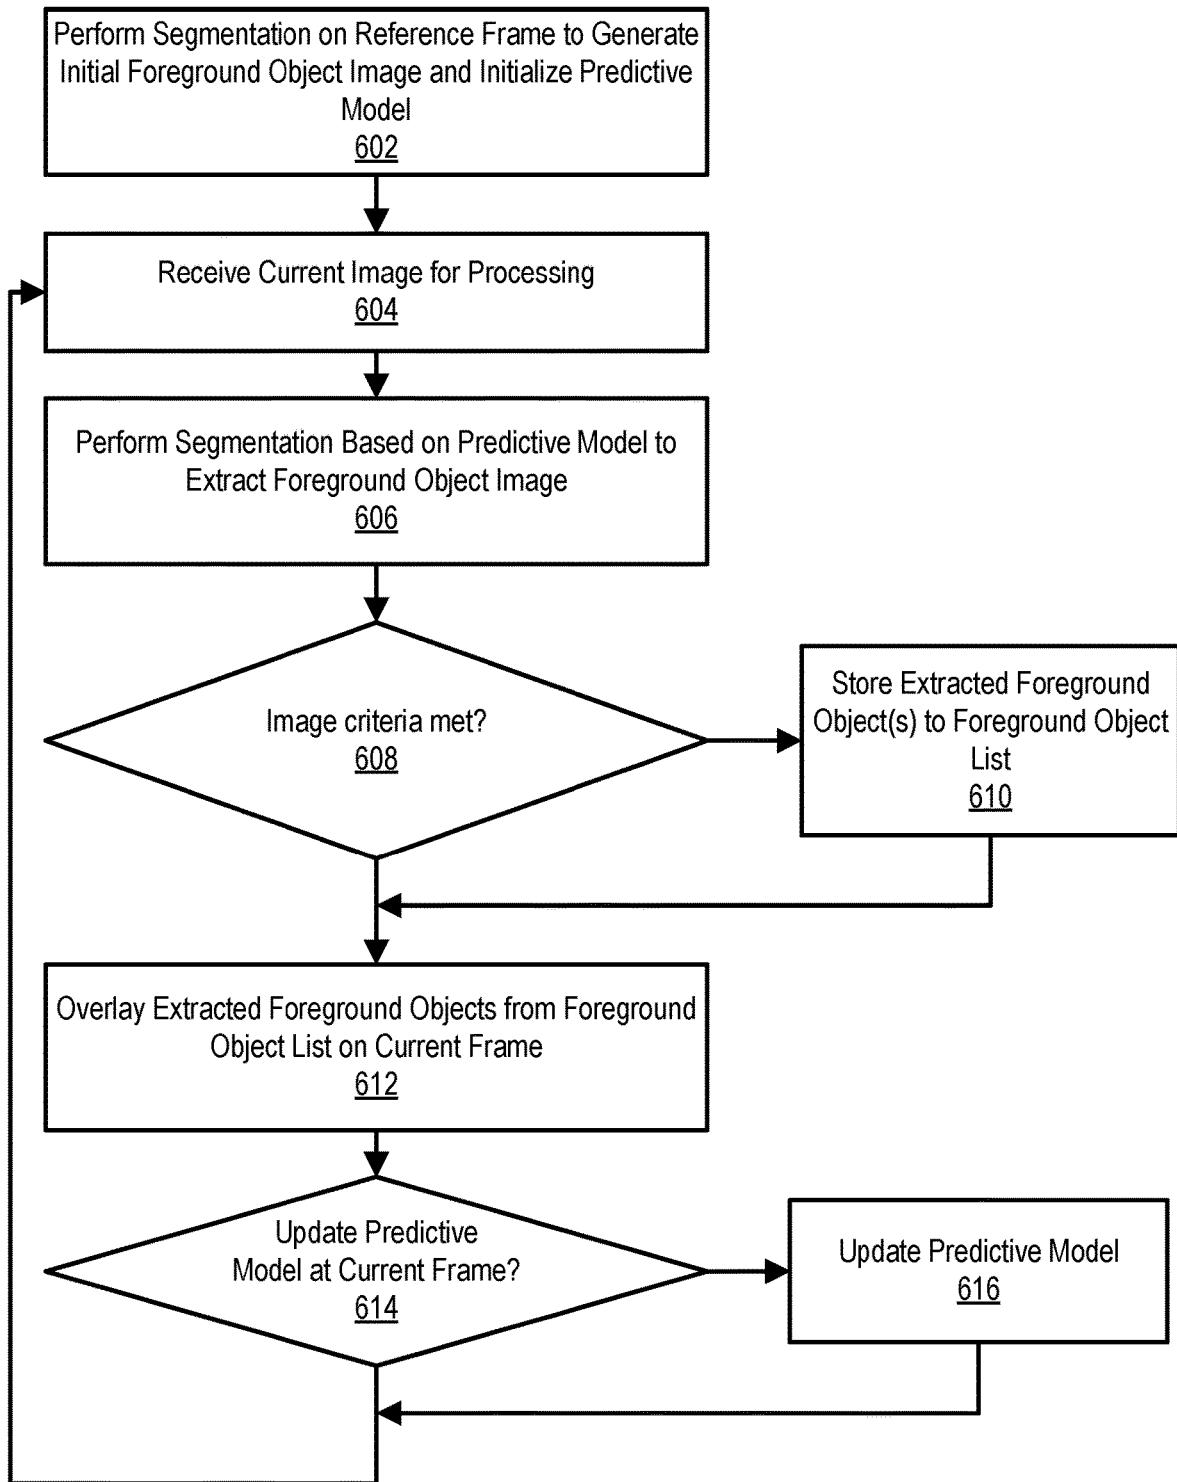 Perform Segmentation on Reference Frame to Generate
Initial Foreground Object Image and Initialize Predictive
Model
602
Receive Current Image for Processing
604
Perform Segmentation Based on Predictive Model to
Extract Foreground Object Image
606
Image criteria met?
608
Store Extracted Foreground
Object(s) to Foreground Object
List
610
Overlay Extracted Foreground Objects from Foreground
Object List on Current Frame
612
Update Predictive
Model at Current Frame?
614
Update Predictive Model
616